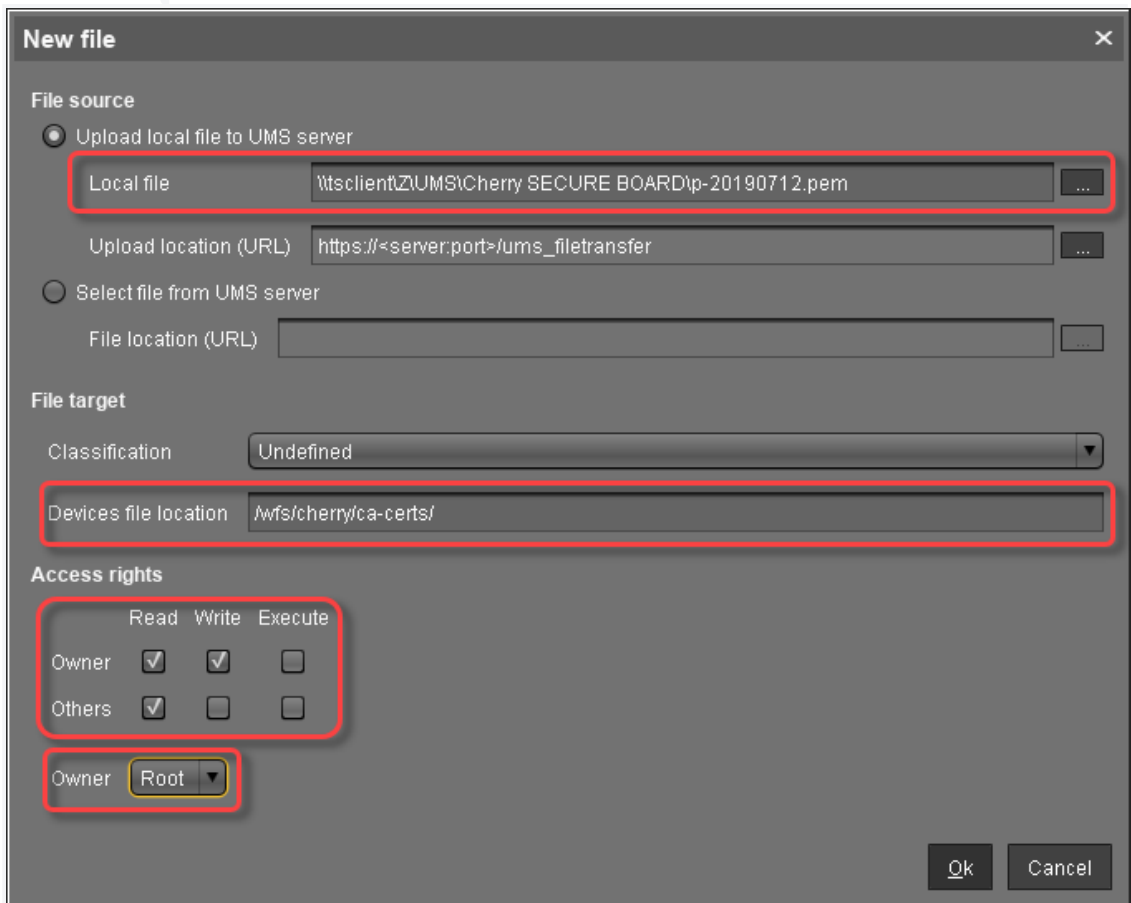 New file
File source
Upload local file to UMS server
Local file \\tsclient\Z\UMS\Cherry SECURE BOARD\p-20190712.pem ...
Upload location (URL) https://<server:port>/ums_filetransfer ...
Select file from UMS server
File location (URL) ...
File target
Classification Undefined
Devices file location /wfs/cherry/ca-certs/
Access rights
Read Write Execute
Owner
Others
Owner Root
Ok Cancel